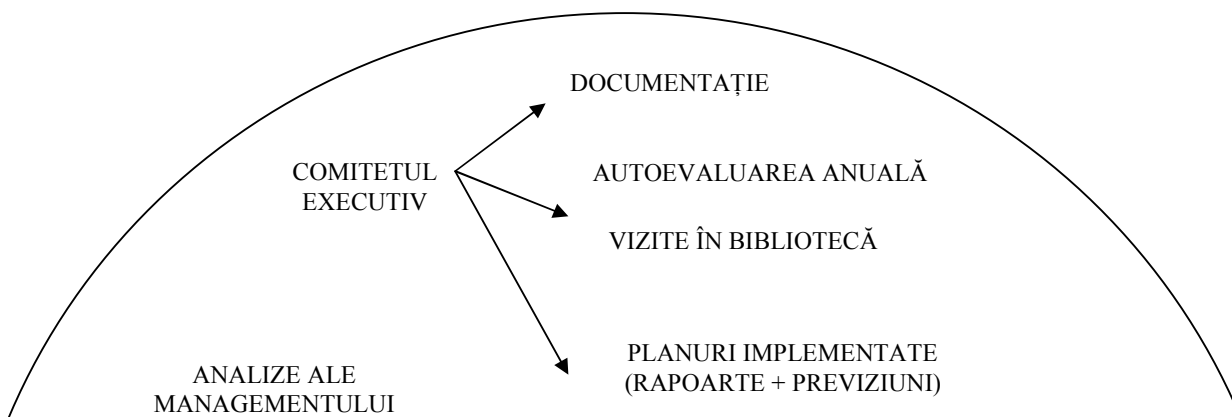 DOCUMENTAȚIE
COMITETUL
EXECUTIV
AUTOEVALUAREA ANUALĂ
VIZITE ÎN BIBLIOTECĂ
PLANURI IMPLEMENTATE
(RAPOARTE + PREVIZIUNI)
ANALIZE ALE
MANAGEMENTULUI